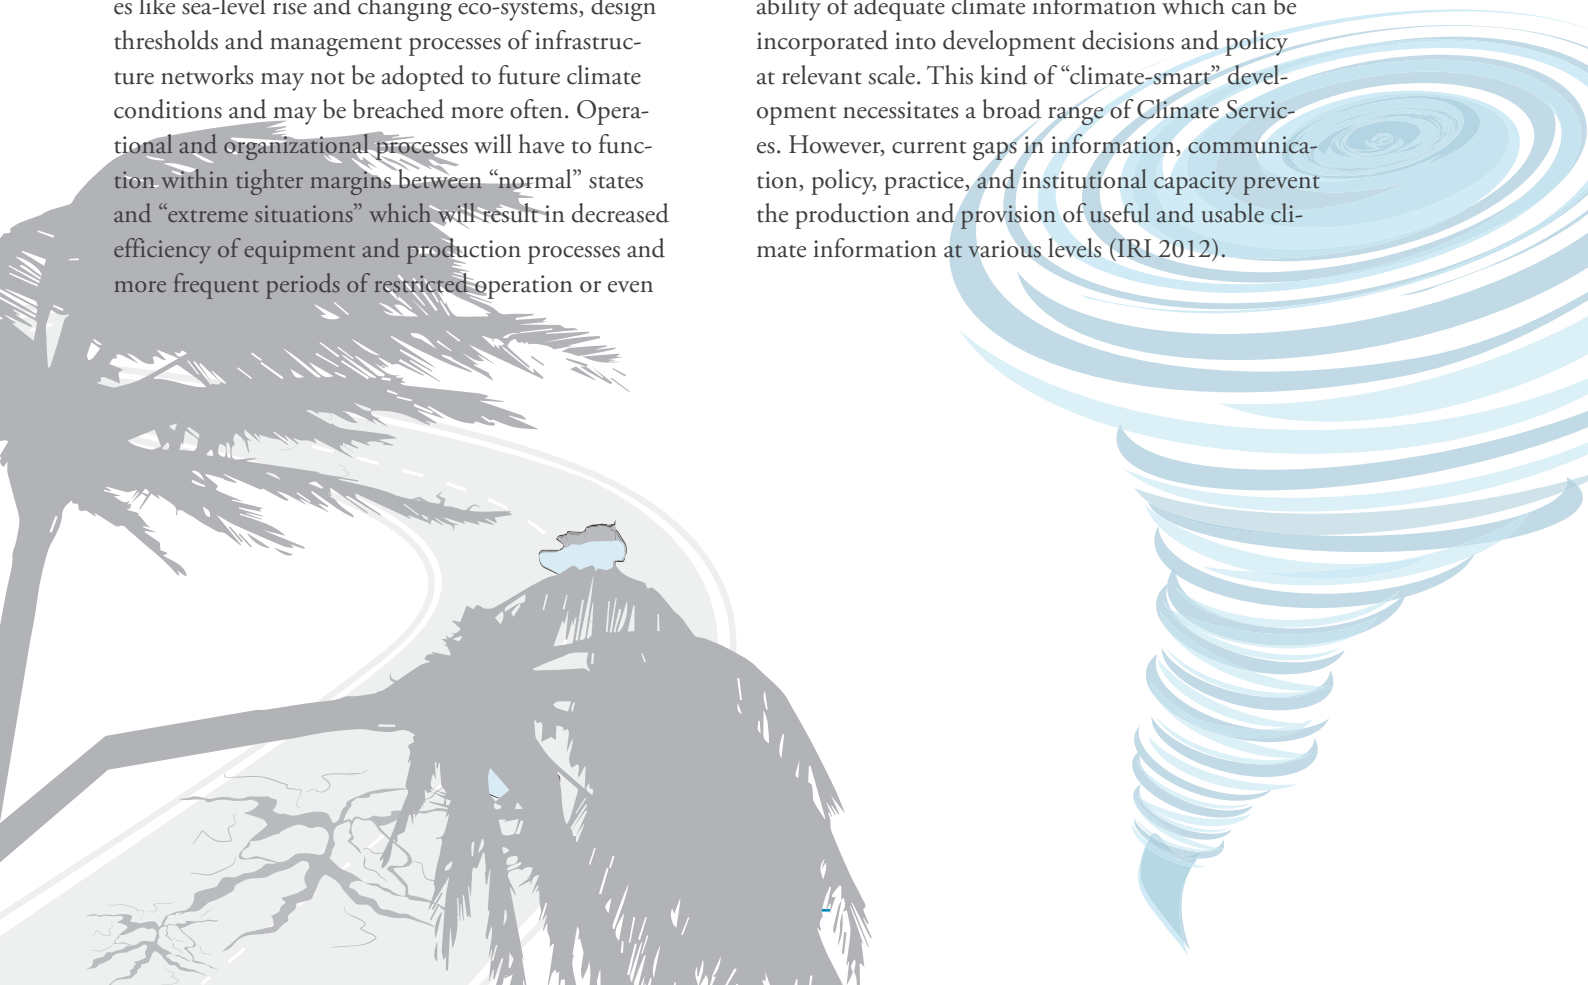 es like sea-level rise and changing eco-systems, design
thresholds and management processes of infrastruc-
ture networks may not be adopted to future climate
conditions and may be breached more often. Opera-
tional and organizational processes will have to func-
tion within tighter margins between “normal” states
and “extreme situations” which will result in decreased
efficiency of equipment and production processes and
more frequent periods of restricted operation or even
ability of adequate climate information which can be
incorporated into development decisions and policy
at relevant scale. This kind of “climate-smart” devel-
opment necessitates a broad range of Climate Servic-
es. However, current gaps in information, communica-
tion, policy, practice, and institutional capacity prevent
the production and provision of useful and usable cli-
mate information at various levels (IRI 2012).